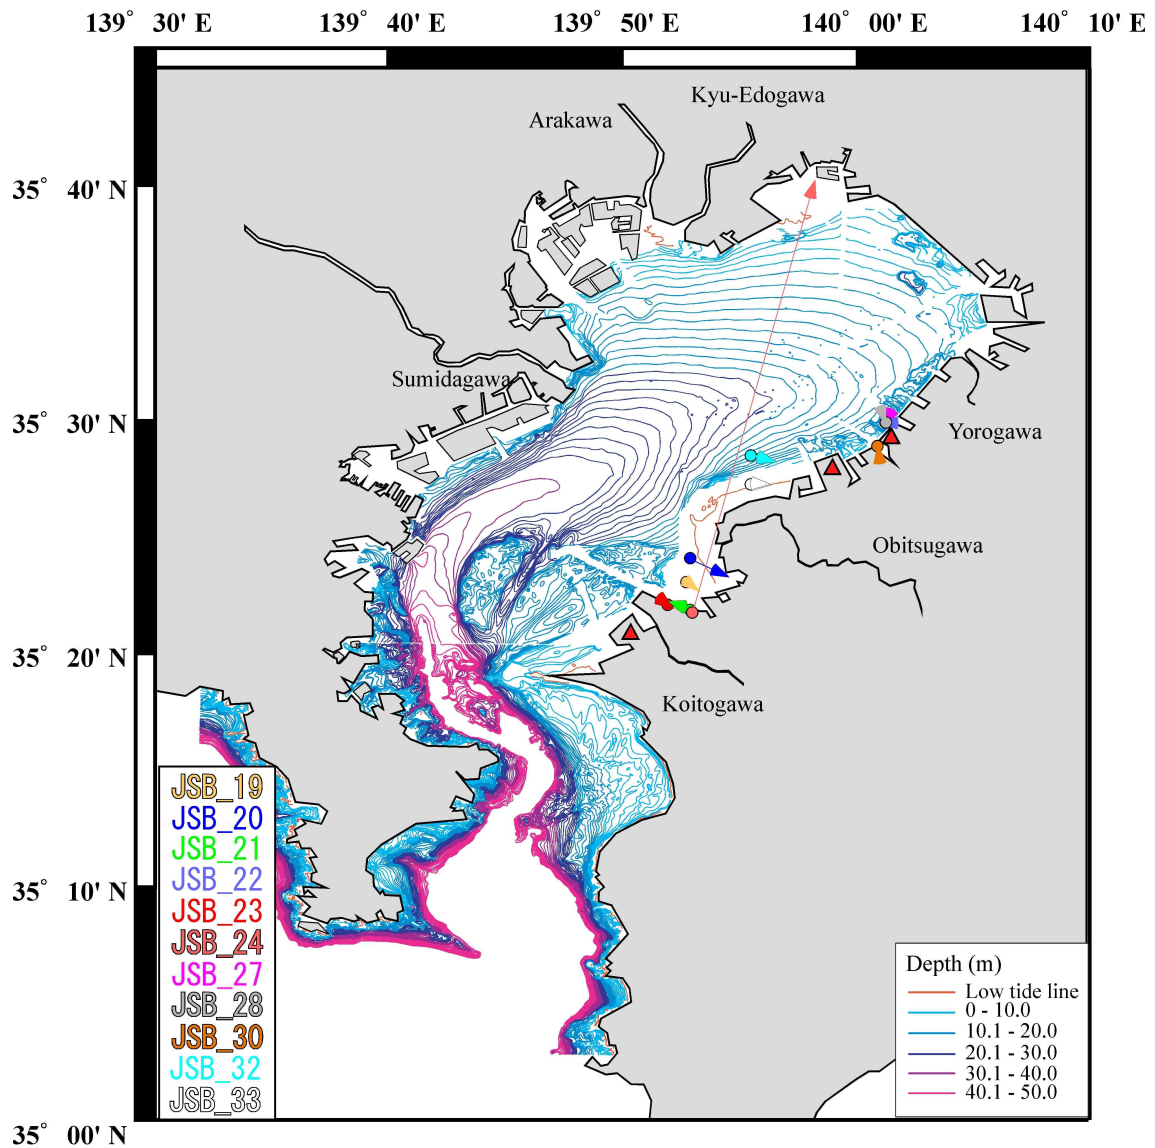 139° 30' E 139° 40' E 139° 50' E 140° 00' E 140° 10' E
Kyu-Edogawa
Arakawa
35° 40' N
Sumidagawa
35° 30' N
Yorogawa
Obitsugawa
35° 20' N
Koitogawa
JSB_19
JSB_20
JSB_21
JSB_22
JSB_23
JSB_24
JSB_27
JSB_28
JSB_30
JSB_32
JSB_33
35° 10' N
Depth (m)
Low tide line
0 - 10.0
10.1 - 20.0
20.1 - 30.0
30.1 - 40.0
40.1 - 50.0
35° 00' N